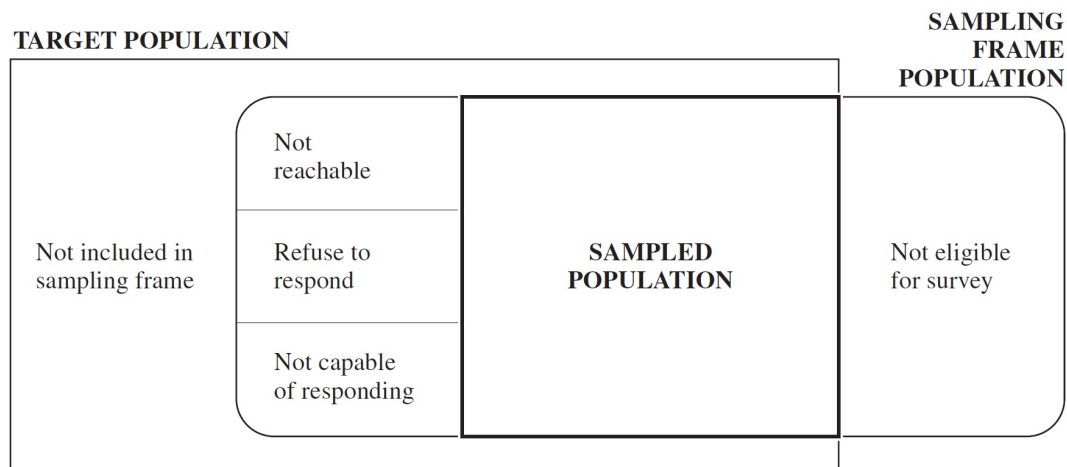 TARGET POPULATION
SAMPLING
FRAME
POPULATION
Not
reachable
Not included in
sampling frame
Refuse to
respond
SAMPLED
POPULATION
Not eligible
for survey
Not capable
of responding